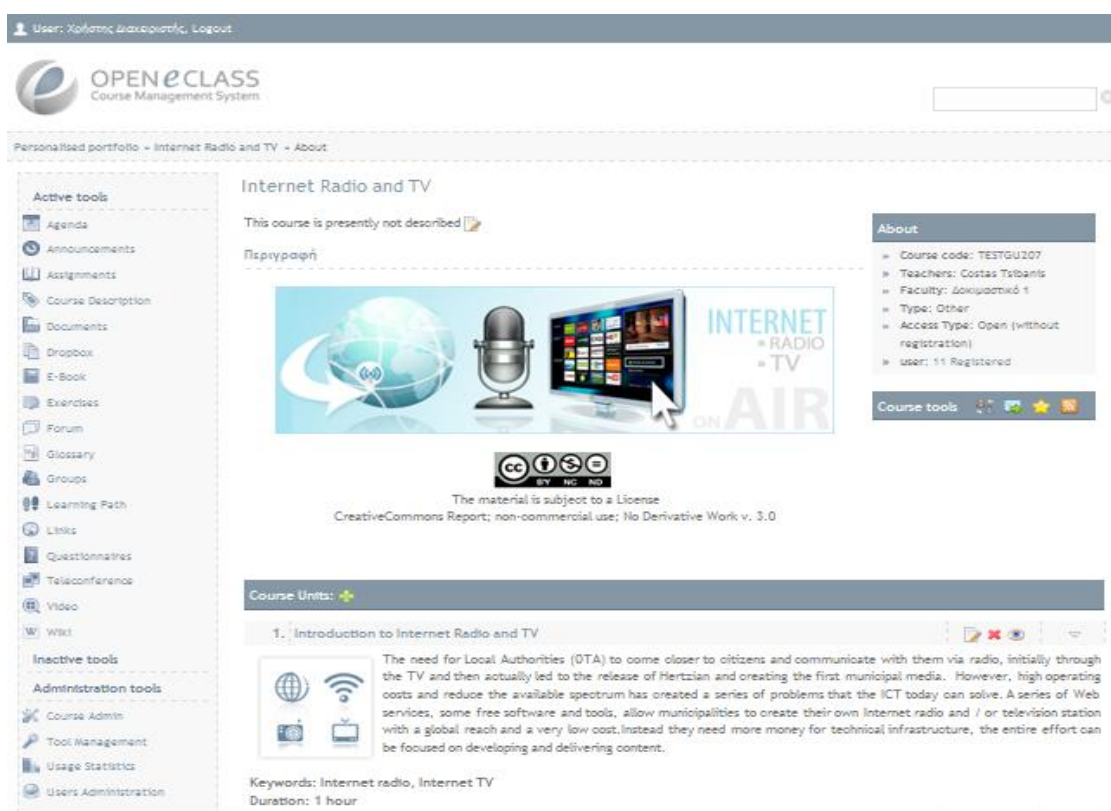 User: Χρήστης Διαχειριστής, Logout
OPEN eCLASS
Course Management System
Personalised portfolio » Internet Radio and TV » About
Active tools
Agenda
Announcements
Assignments
Course Description
Documents
Dropbox
E-Book
Exercises
Forum
Glossary
Groups
Learning Path
Links
Questionnaires
Teleconference
Video
Wiki
Inactive tools
Administration tools
Course Admin
Tool Management
Usage Statistics
Users Administration
Internet Radio and TV
This course is presently not described
Περιγραφή
INTERNET
RADIO
TV
ON AIR
CC BY NC ND
The material is subject to a License
CreativeCommons Report; non-commercial use; No Derivative Work v. 3.0
About
» Course code: TESTGU207
» Teachers: Costas Tsibanis
» Faculty: Δοκιμαστικό 1
» Type: Other
» Access Type: Open (without
registration)
» user: 11 Registered
Course tools
Course Units:
1. Introduction to Internet Radio and TV
The need for Local Authorities (OTA) to come closer to citizens and communicate with them via radio, initially through
the TV and then actually led to the release of Hertzian and creating the first municipal media. However, high operating
costs and reduce the available spectrum has created a series of problems that the ICT today can solve. A series of Web
services, some free software and tools, allow municipalities to create their own Internet radio and / or television station
with a global reach and a very low cost.Instead they need more money for technical infrastructure, the entire effort can
be focused on developing and delivering content.
Keywords: Internet radio, Internet TV
Duration: 1 hour